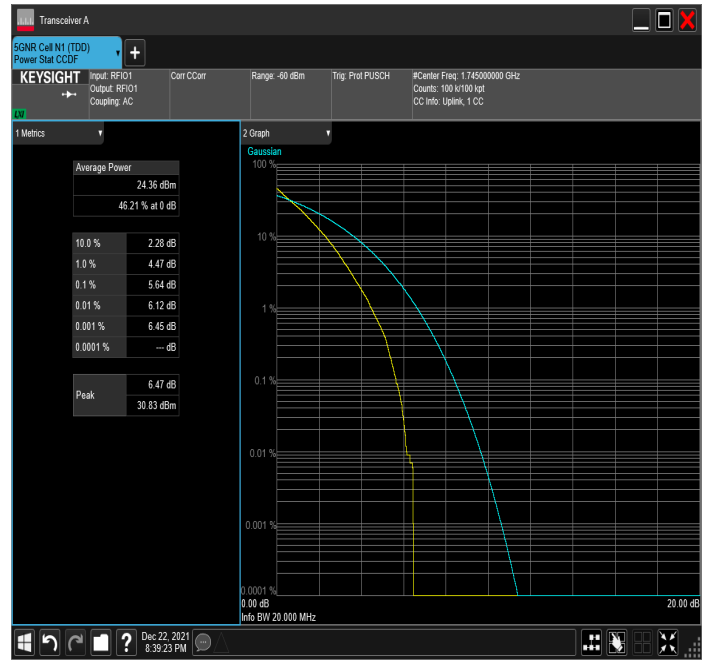 Transceiver A
5GNR Cell N1 (TDD)
Power Stat CCDF
KEYSIGHT
LXI
Input: RFIO1
Output: RFIO1
Coupling: AC
Corr CCorr
Range: -60 dBm
Trig: Prot PUSCH
#Center Freq: 1.745000000 GHz
Counts: 100 k/100 kpt
CC Info: Uplink, 1 CC
1 Metrics
Average Power
24.36 dBm
46.21 % at 0 dB
10.0 % 2.28 dB
1.0 % 4.47 dB
0.1 % 5.64 dB
0.01 % 6.12 dB
0.001 % 6.45 dB
0.0001 % --- dB
Peak
6.47 dB
30.83 dBm
2 Graph
Gaussian
100 %
10 %
1 %
0.1 %
0.01 %
0.001 %
0.0001 %
0.00 dB 20.00 dB
Info BW 20.000 MHz
Dec 22, 2021
8:39:23 PM